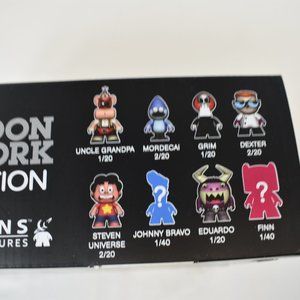 OON
ORK
TION
NS™
URES
UNCLE GRANDPA
1/20
MORDECAI
2/20
GRIM
1/20
DEXTER
2/20
STEVEN
UNIVERSE
2/20
?
JOHNNY BRAVO
1/40
EDUARDO
1/20
?
FINN
1/40